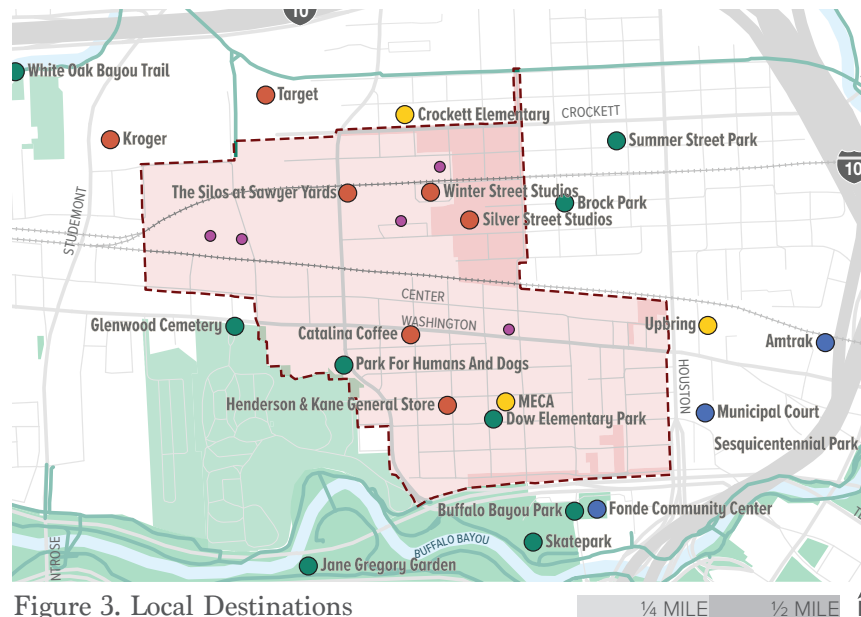 10
White Oak Bayou Trail
Target
Crockett Elementary
CROCKETT
Kroger
Summer Street Park
10
STUDEMONT
The Silos at Sawyer Yards
Winter Street Studios
Brock Park
Silver Street Studios
CENTER
WASHINGTON
Glenwood Cemetery
Catalina Coffee
Upbring
Amtrak
Park For Humans And Dogs
HOUSTON
Henderson & Kane General Store
MECA
Dow Elementary Park
Municipal Court
Sesquicentennial Park
Buffalo Bayou Park
Fonde Community Center
BUFFALO BAYOU
Skatepark
NTROSE
Jane Gregory Garden
Figure 3. Local Destinations
¼ MILE
½ MILE